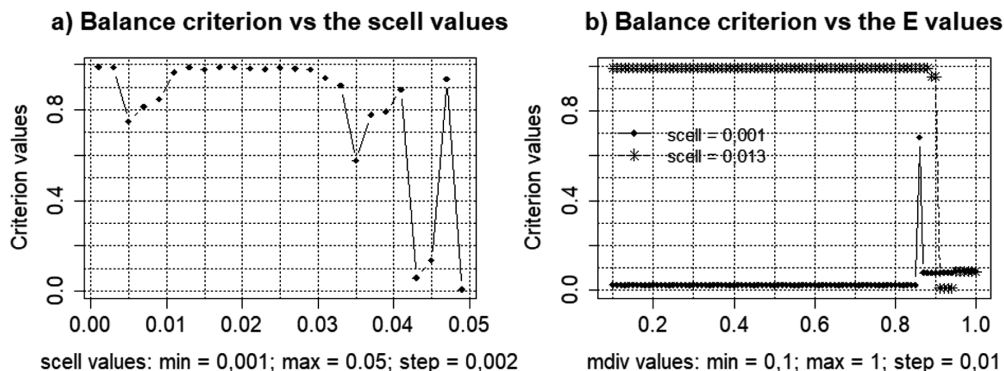 a) Balance criterion vs the scell values
Criterion values
0.0
0.4
0.8
0.00
0.01
0.02
0.03
0.04
0.05
scell values: min = 0,001; max = 0.05; step = 0,002
b) Balance criterion vs the E values
Criterion values
0.0
0.4
0.8
scell = 0.001
scell = 0.013
0.2
0.4
0.6
0.8
1.0
mdiv values: min = 0,1; max = 1; step = 0,01